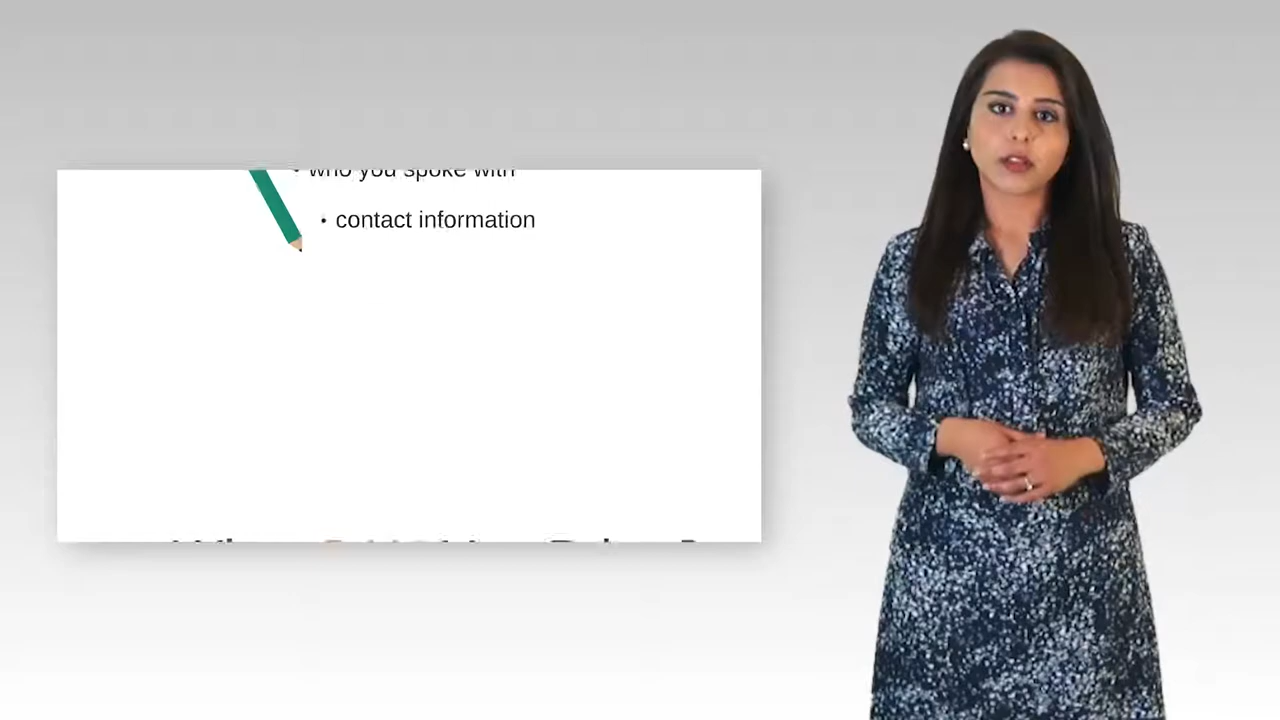 • who you spoke with
• contact information